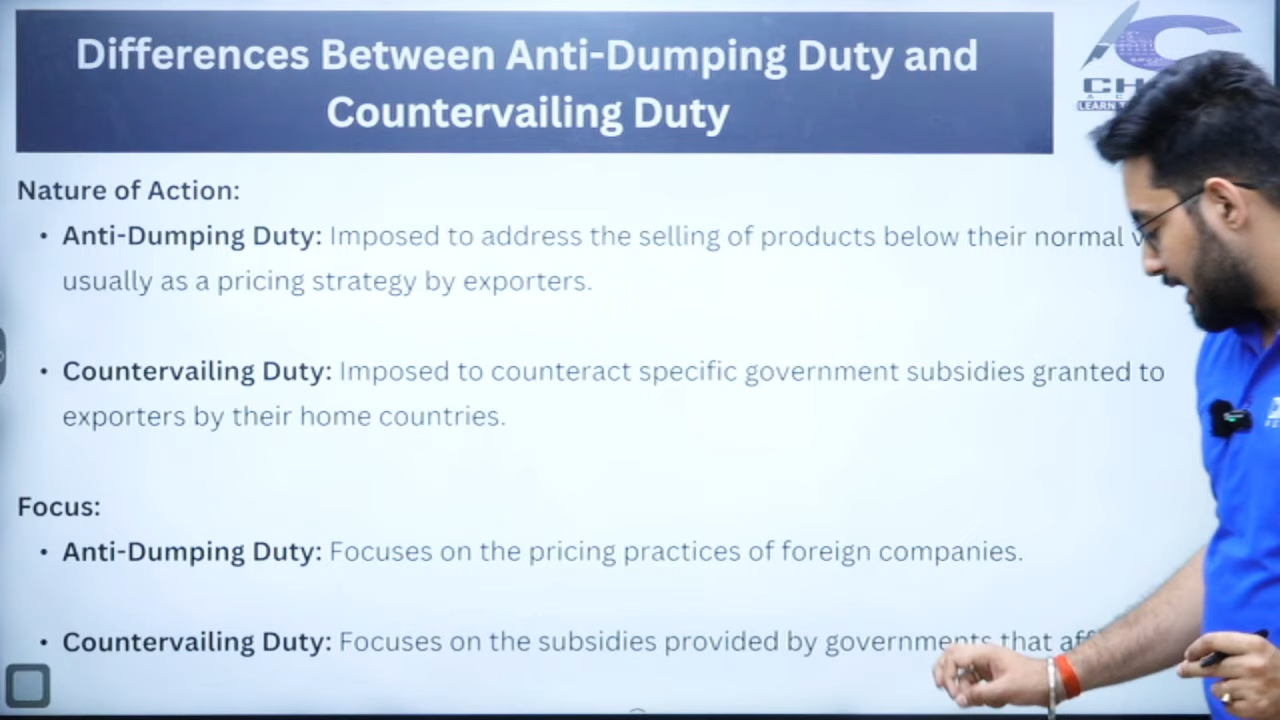 Differences Between Anti-Dumping Duty and
Countervailing Duty
CH
LEARN
Nature of Action:
• Anti-Dumping Duty: Imposed to address the selling of products below their normal
usually as a pricing strategy by exporters.
• Countervailing Duty: Imposed to counteract specific government subsidies granted to
exporters by their home countries.
Focus:
• Anti-Dumping Duty: Focuses on the pricing practices of foreign companies.
• Countervailing Duty: Focuses on the subsidies provided by governments that